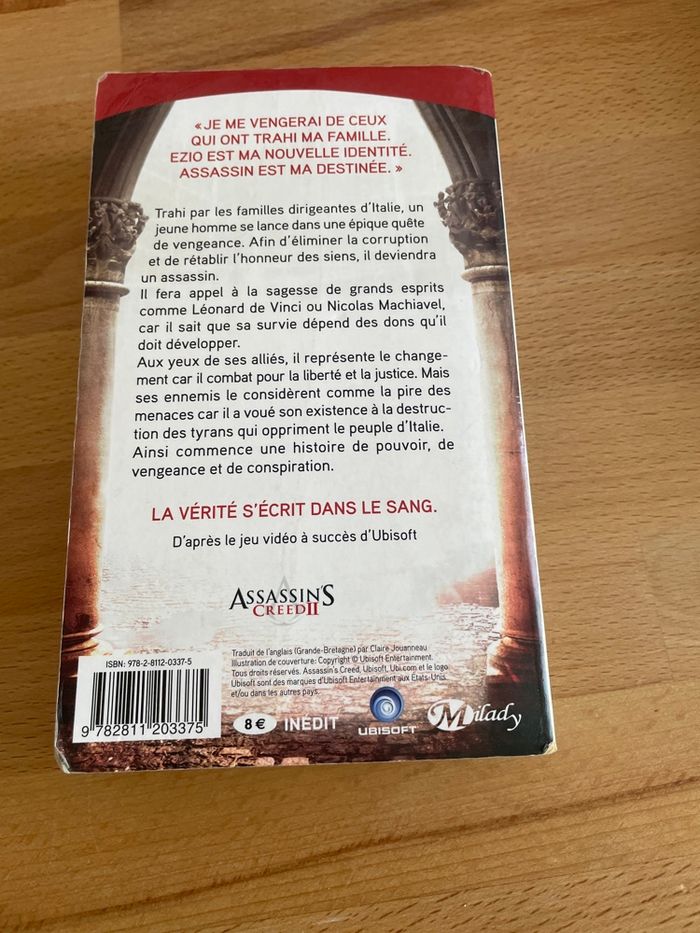 « JE ME VENGERAI DE CEUX
QUI ONT TRAHI MA FAMILLE.
EZIO EST MA NOUVELLE IDENTITÉ.
ASSASSIN EST MA DESTINÉE. »
Trahi par les familles dirigeantes d'Italie, un
jeune homme se lance dans une épique quête
de vengeance. Afin d'éliminer la corruption
et de rétablir l'honneur des siens, il deviendra
un assassin.
Il fera appel à la sagesse de grands esprits
comme Léonard de Vinci ou Nicolas Machiavel,
car il sait que sa survie dépend des dons qu'il
doit développer.
Aux yeux de ses alliés, il représente le change-
ment car il combat pour la liberté et la justice. Mais
ses ennemis le considèrent comme la pire des
menaces car il a voué son existence à la destruc-
tion des tyrans qui oppriment le peuple d'Italie.
Ainsi commence une histoire de pouvoir, de
vengeance et de conspiration.
LA VÉRITÉ S'ÉCRIT DANS LE SANG.
D'après le jeu vidéo à succès d'Ubisoft
ASSASSIN'S
CREED II
ISBN: 978-2-8112-0337-5
9 782811 203375
Traduit de l'anglais (Grande-Bretagne) par Claire Jouanneau
Illustration de couverture: Copyright © Ubisoft Entertainment.
Tous droits réservés. Assassin's Creed, Ubisoft, Ubi.com et le logo
Ubisoft sont des marques d'Ubisoft Entertainment aux États-Unis
et/ou dans les autres pays.
8 €
INÉDIT
UBISOFT
Milady